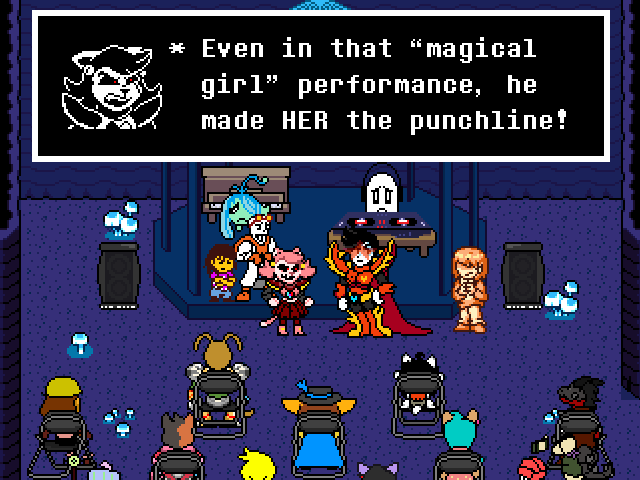 * Even in that “magical
girl” performance, he
made HER the punchline!